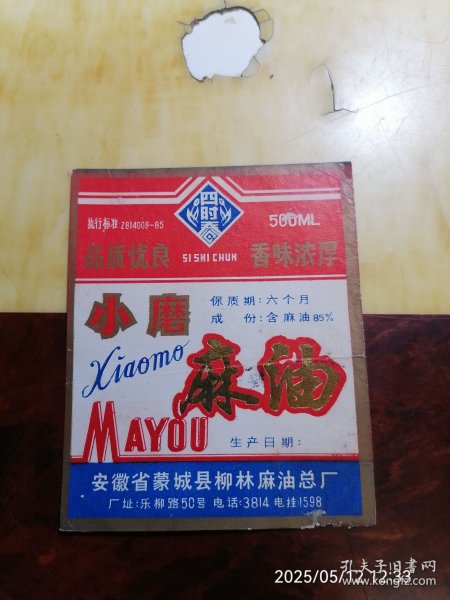 四时春
执行标准 ZB14009-85
500ML
品质优良
SI SHI CHUN
香味浓厚
小磨
保质期:六个月
成 份:含麻油85%
Xiaomo
麻油
MAYOU
生产日期:
安徽省蒙城县柳林麻油总厂
厂址:乐柳路50号 电话:3814 电挂1598
孔夫子旧书网
www.kongfz.com
2025/05/12 12:33